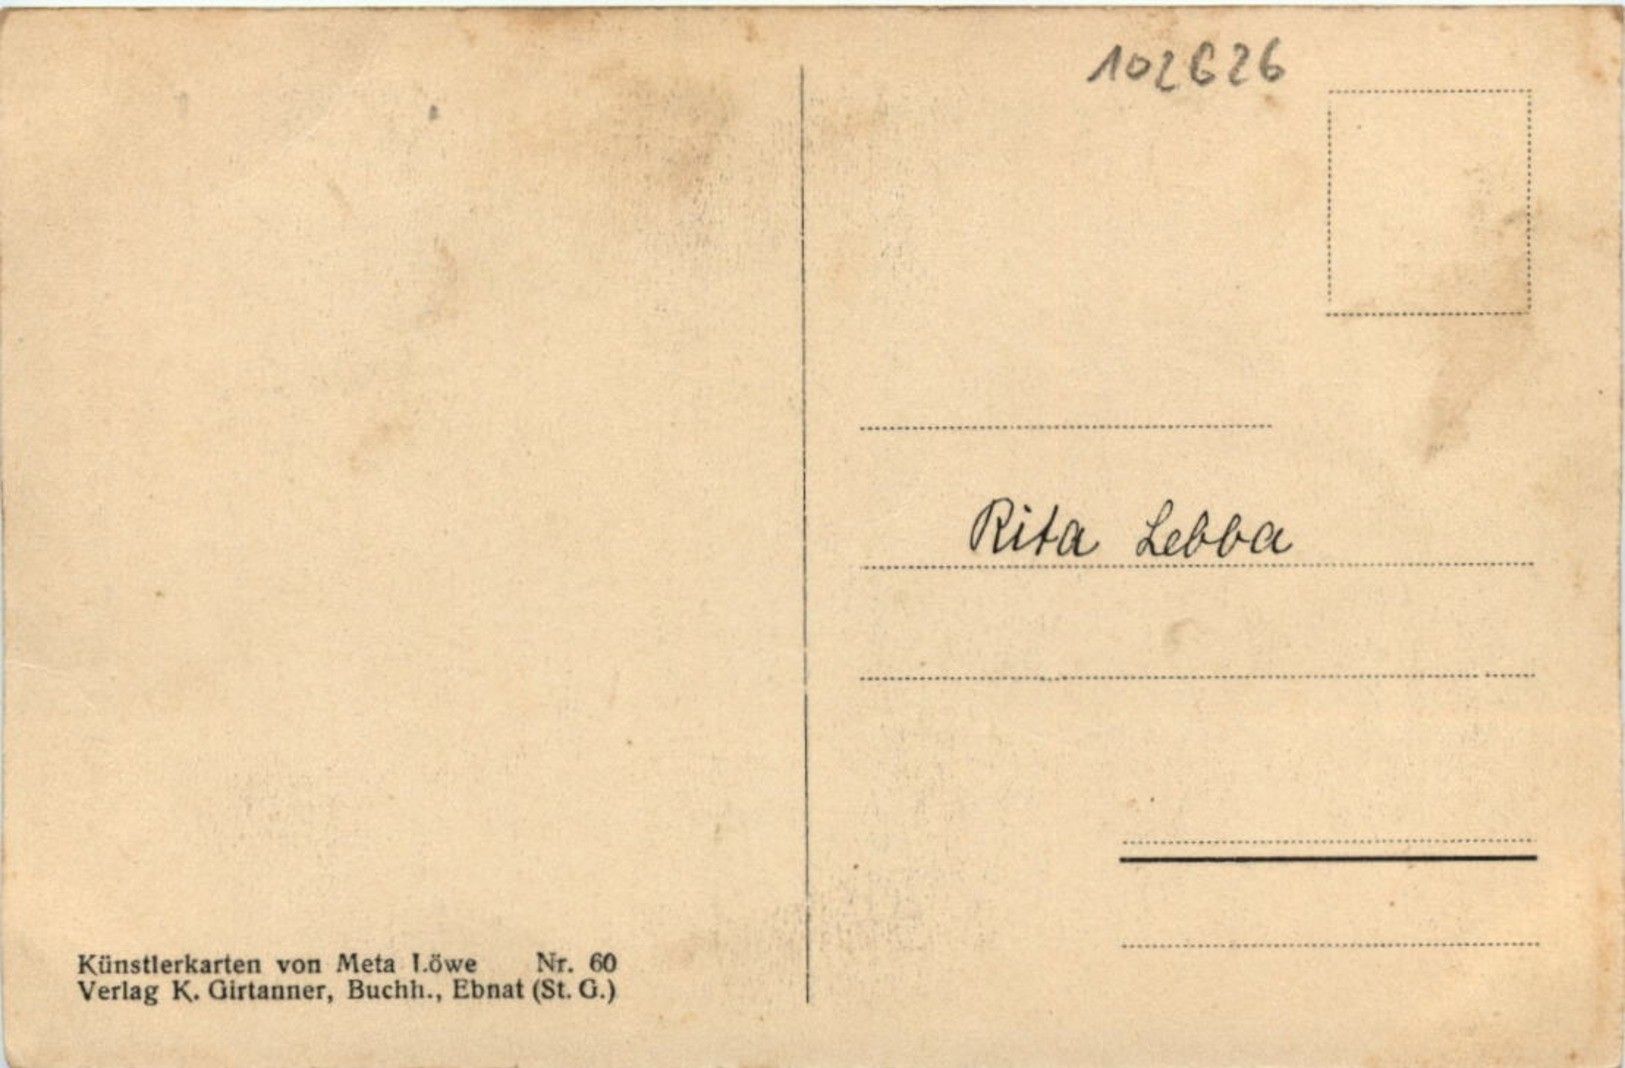 102626
Rita Lebba
Künstlerkarten von Meta Löwe Nr. 60
Verlag K. Girtanner, Buchh., Ebnat (St. G.)